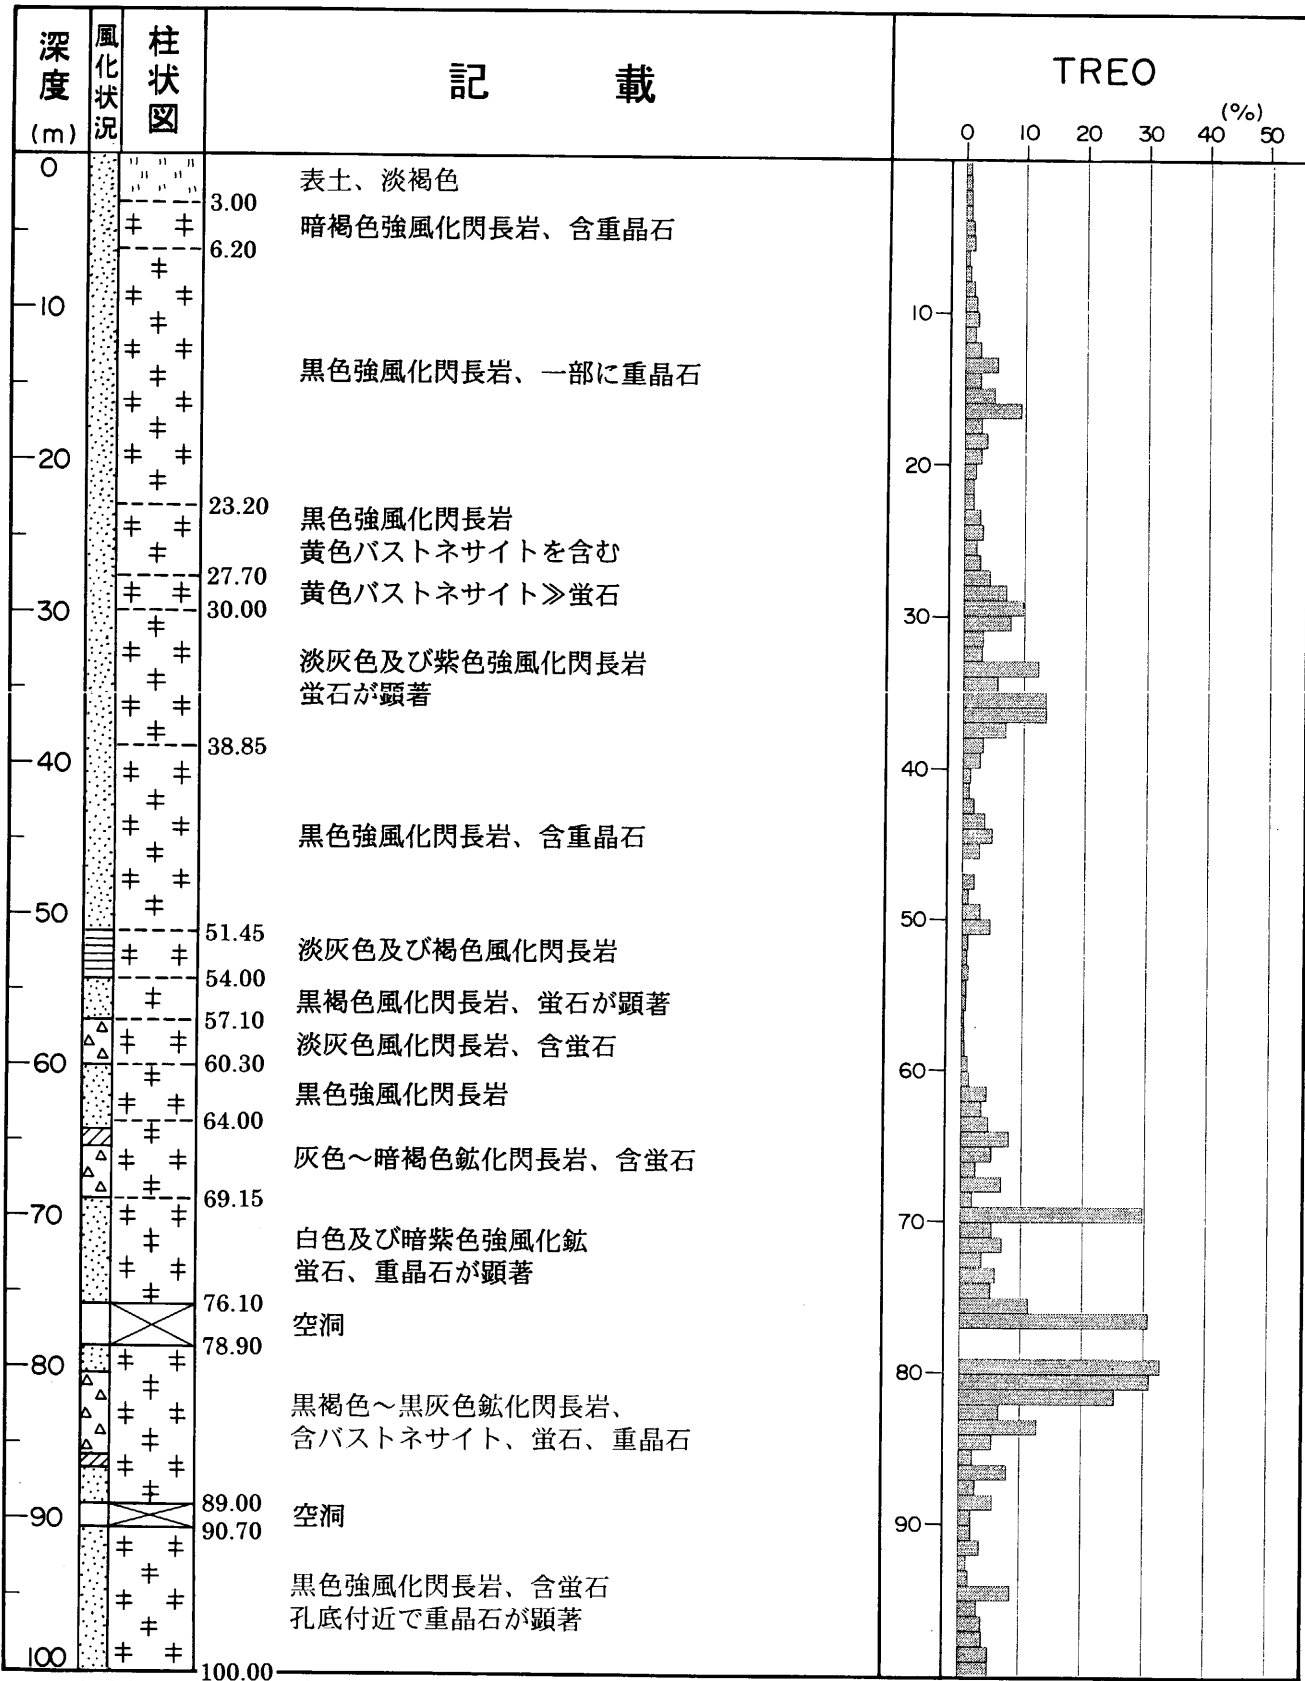 深度
(m)
風化状況
柱状図
記 載
TREO
(%)
0 10 20 30 40 50
0
表土、淡褐色
3.00
暗褐色強風化閃長岩、含重晶石
6.20
10
10
黒色強風化閃長岩、一部に重晶石
20
20
23.20
黒色強風化閃長岩
黄色バストネサイトを含む
27.70
黄色バストネサイト≫蛍石
30
30.00
30
淡灰色及び紫色強風化閃長岩
蛍石が顕著
38.85
40
40
黒色強風化閃長岩、含重晶石
50
50
51.45
淡灰色及び褐色風化閃長岩
54.00
黒褐色風化閃長岩、蛍石が顕著
57.10
淡灰色風化閃長岩、含蛍石
60
60.30
60
黒色強風化閃長岩
64.00
灰色～暗褐色鉱化閃長岩、含蛍石
69.15
70
70
白色及び暗紫色強風化鉱
蛍石、重晶石が顕著
76.10
空洞
78.90
80
80
黒褐色～黒灰色鉱化閃長岩、
含バストネサイト、蛍石、重晶石
89.00
90
空洞
90
90.70
黒色強風化閃長岩、含蛍石
孔底付近で重晶石が顕著
100
100.00